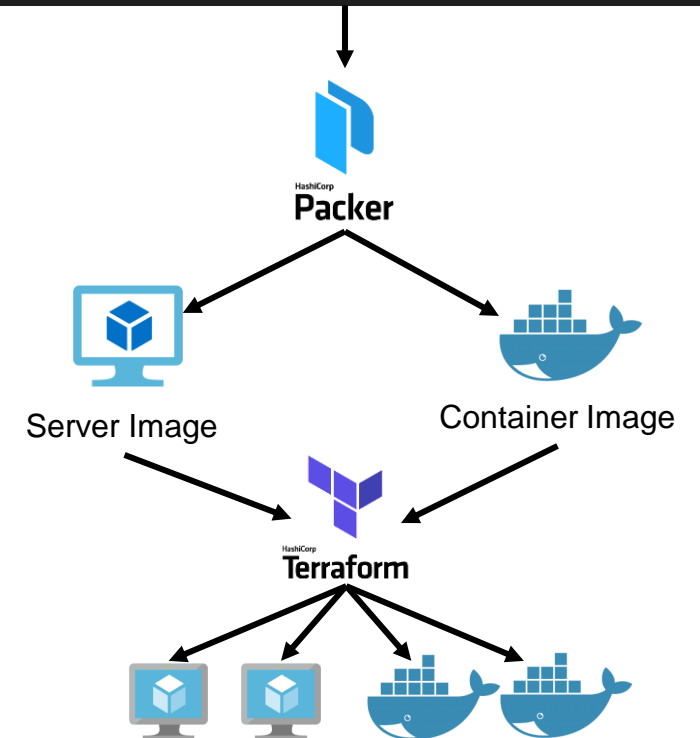 HashiCorp
Packer
Server Image
Container Image
HashiCorp
Terraform